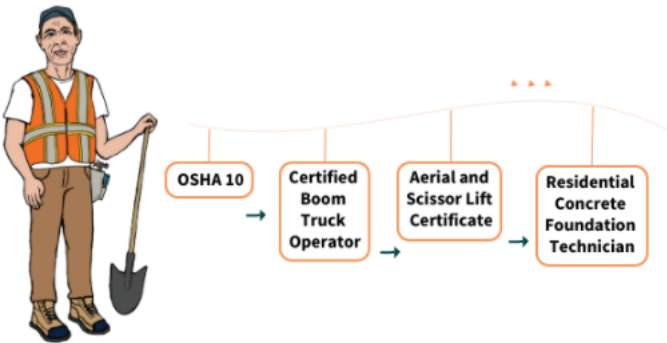 OSHA 10
Certified
Boom
Truck
Operator
Aerial and
Scissor Lift
Certificate
Residential
Concrete
Foundation
Technician